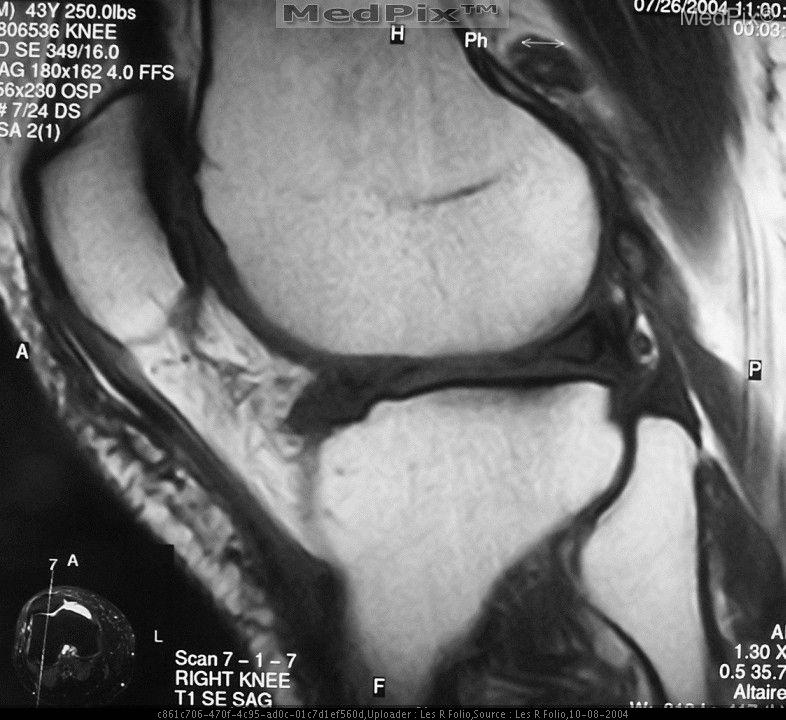 M) 43Y 250.0lbs
806536 KNEE
D SE 349/16.0
AG 180x162 4.0 FFS
56x230 OSP
# 7/24 DS
SA 2(1)
MedPix™
H
Ph
07/26/2004 11:00:
MedPix®
00:03:
A
P
7
A
L
Scan 7 - 1 - 7
RIGHT KNEE
T1 SE SAG
F
1.30 X
0.5 35.7
Altaire
c861c706-470f-4c95-ad0c-01c7d1ef560d,Uploader : Les R Folio,Source : Les R Folio,10-08-2004